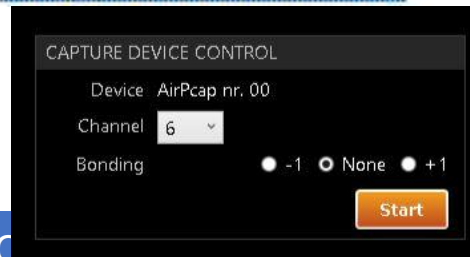 CAPTURE DEVICE CONTROL
Device AirPcap nr. 00
Channel 6
Bonding -1 None +1
Start